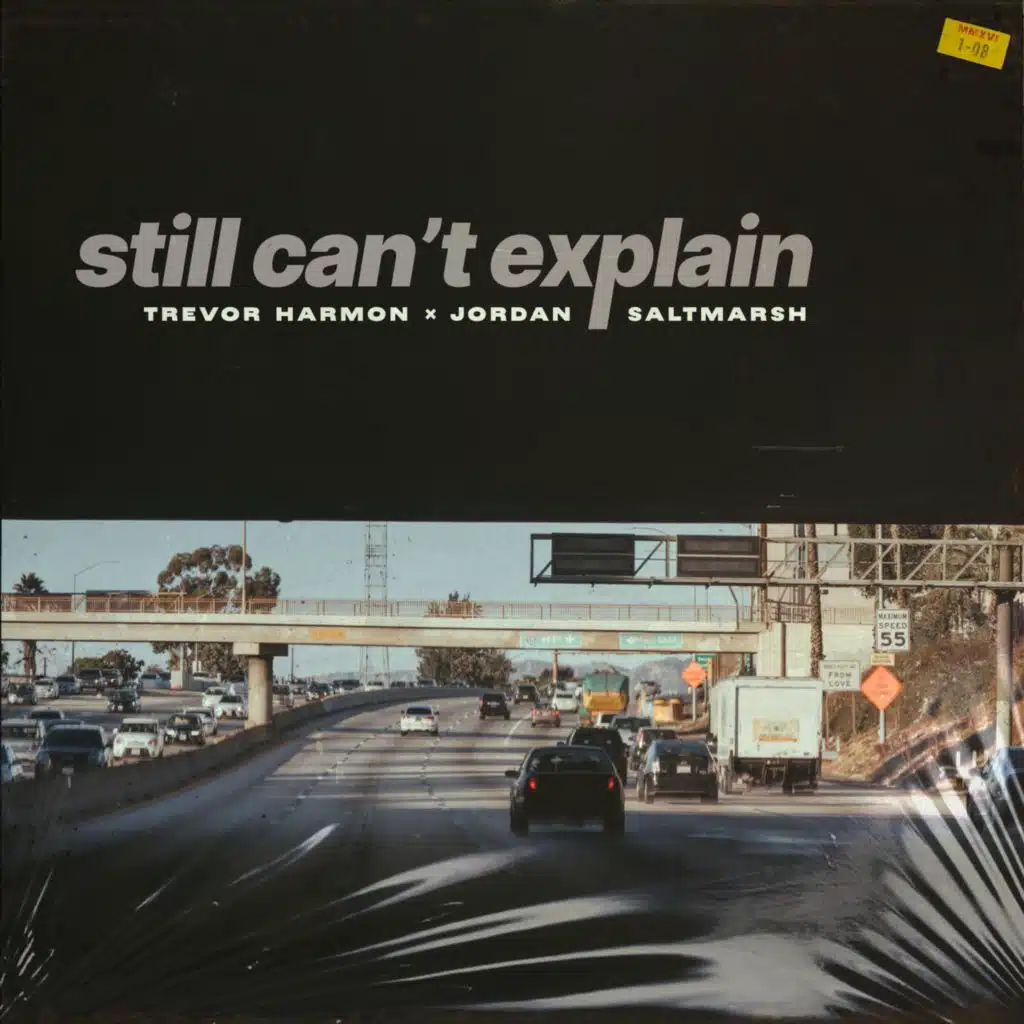 MMXVI
1-08
still can't explain
TREVOR HARMON × JORDAN SALTMARSH
MAXIMUM
SPEED
55
FROM
LOVE